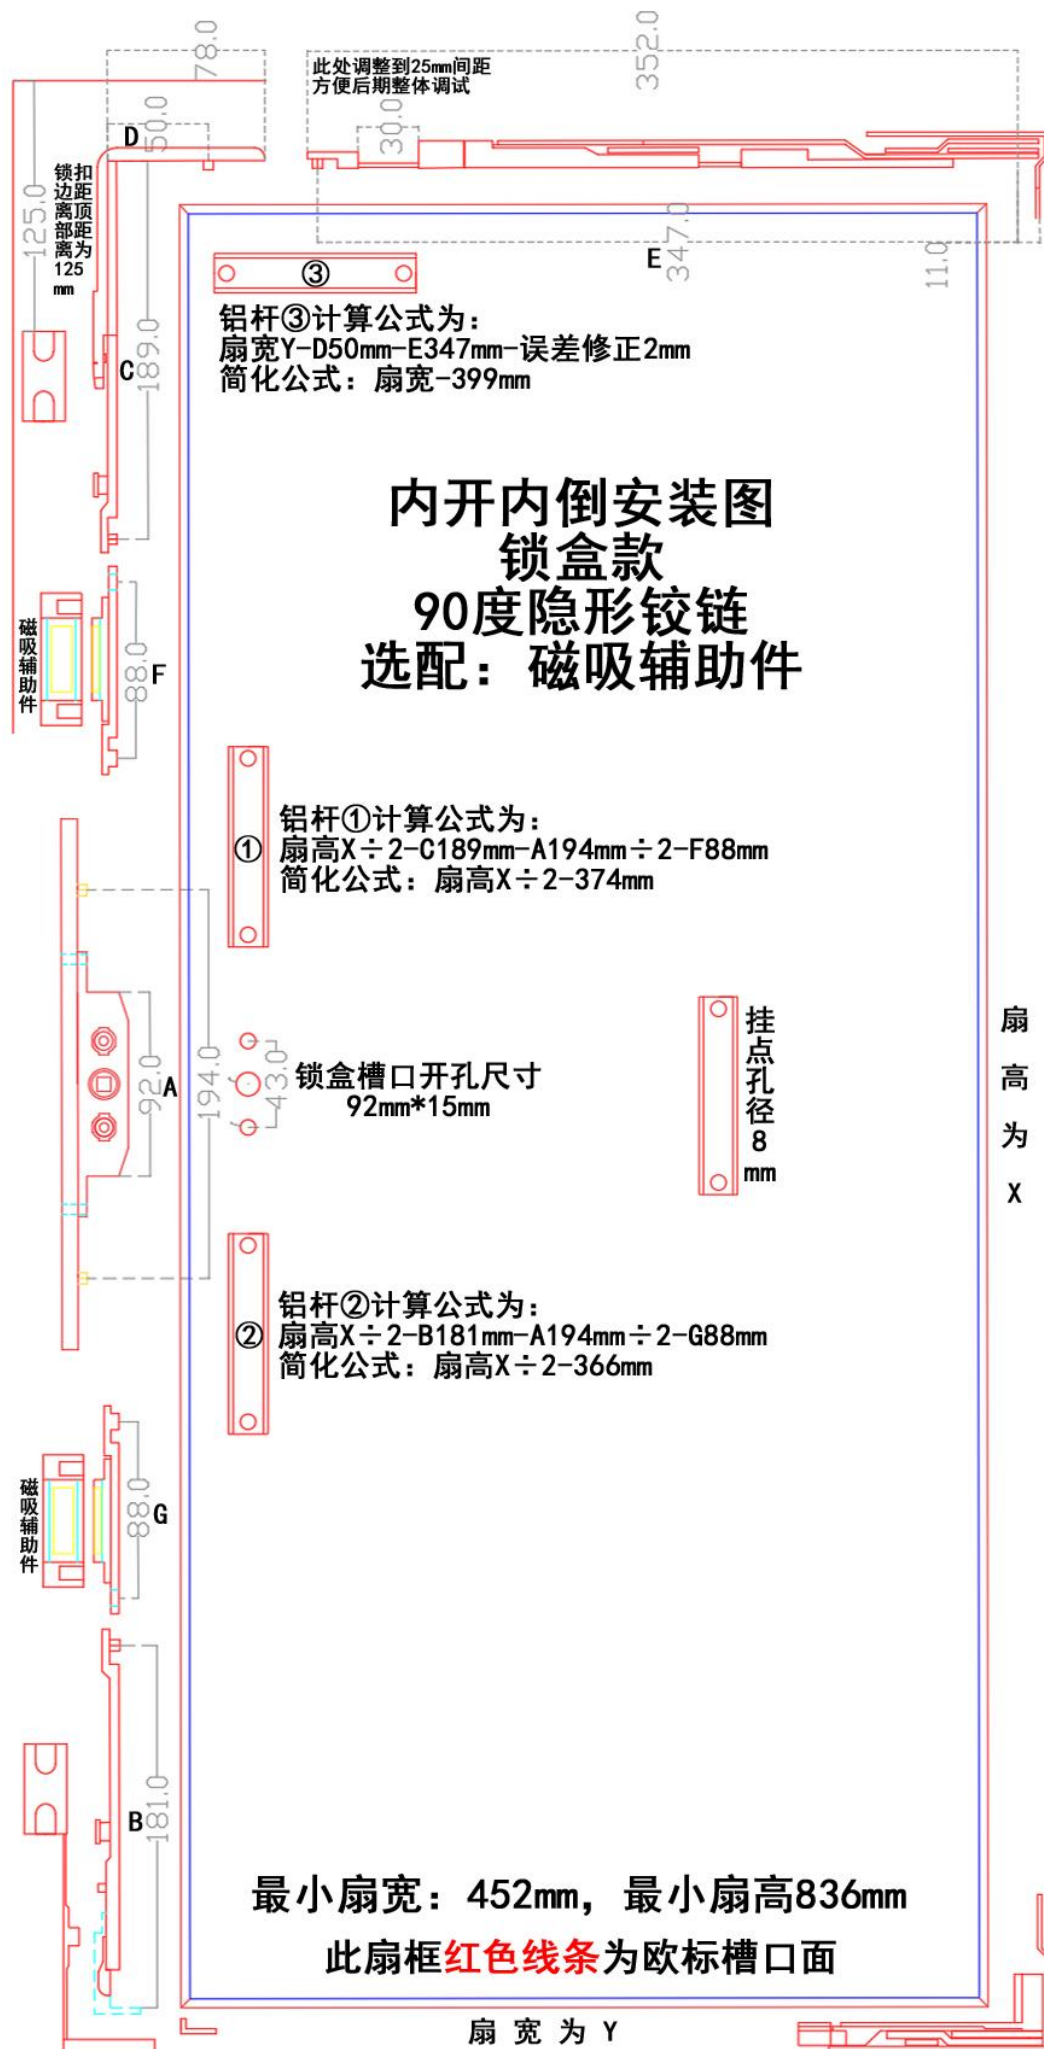 78.0
352.0
此处调整到25mm间距
方便后期整体调试
D
50.0
30.0
125.0
锁边离部离
扣距顶距为
125
mm
347.0
E
11.0
③
铝杆③计算公式为:
扇宽Y-D50mm-E347mm-误差修正2mm
简化公式: 扇宽-399mm
C
189.0
内开内倒安装图
锁盒款
90度隐形铰链
选配: 磁吸辅助件
磁吸辅助件
88.0
F
①
铝杆①计算公式为:
扇高X÷2-C189mm-A194mm÷2-F88mm
简化公式: 扇高X÷2-374mm
92.0
A
194.0
43.0
锁盒槽口开孔尺寸
92mm*15mm
挂点孔径8
mm
扇高为X
②
铝杆②计算公式为:
扇高X÷2-B181mm-A194mm÷2-G88mm
简化公式: 扇高X÷2-366mm
磁吸辅助件
88.0
G
B
181.0
最小扇宽: 452mm, 最小扇高836mm
此扇框红色线条为欧标槽口面
扇宽为Y